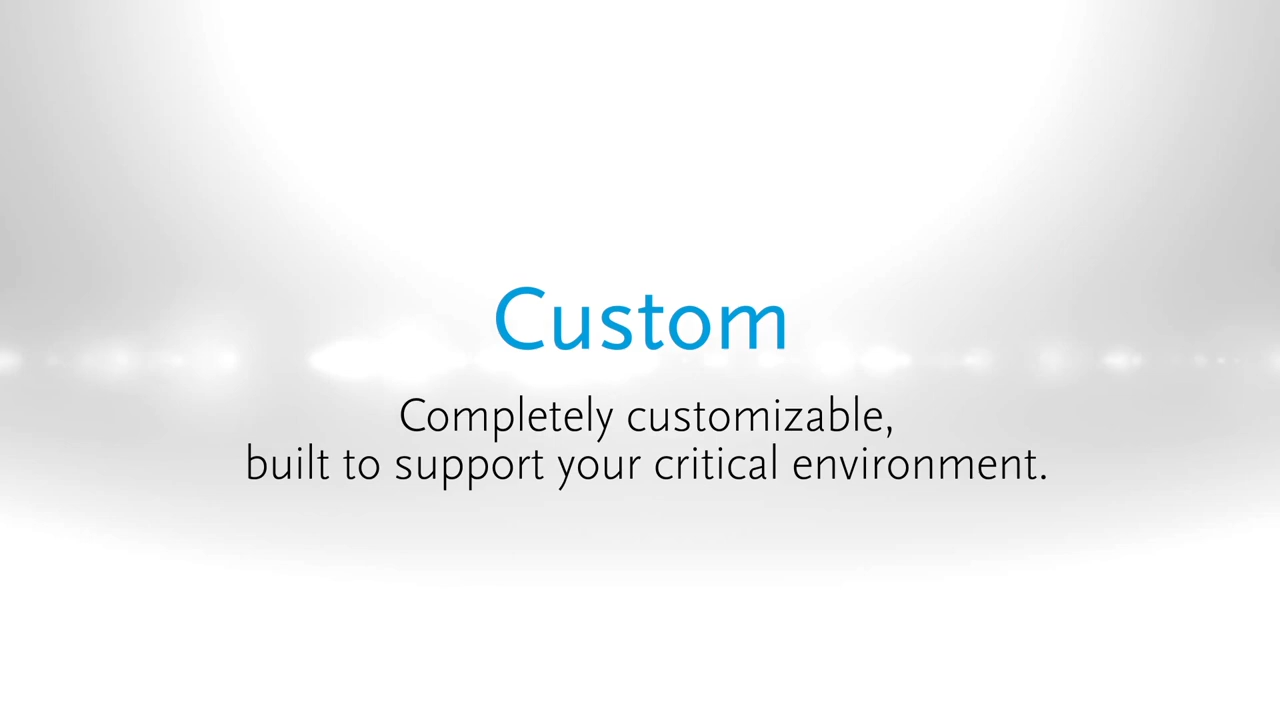 Custom
Completely customizable,
built to support your critical environment.